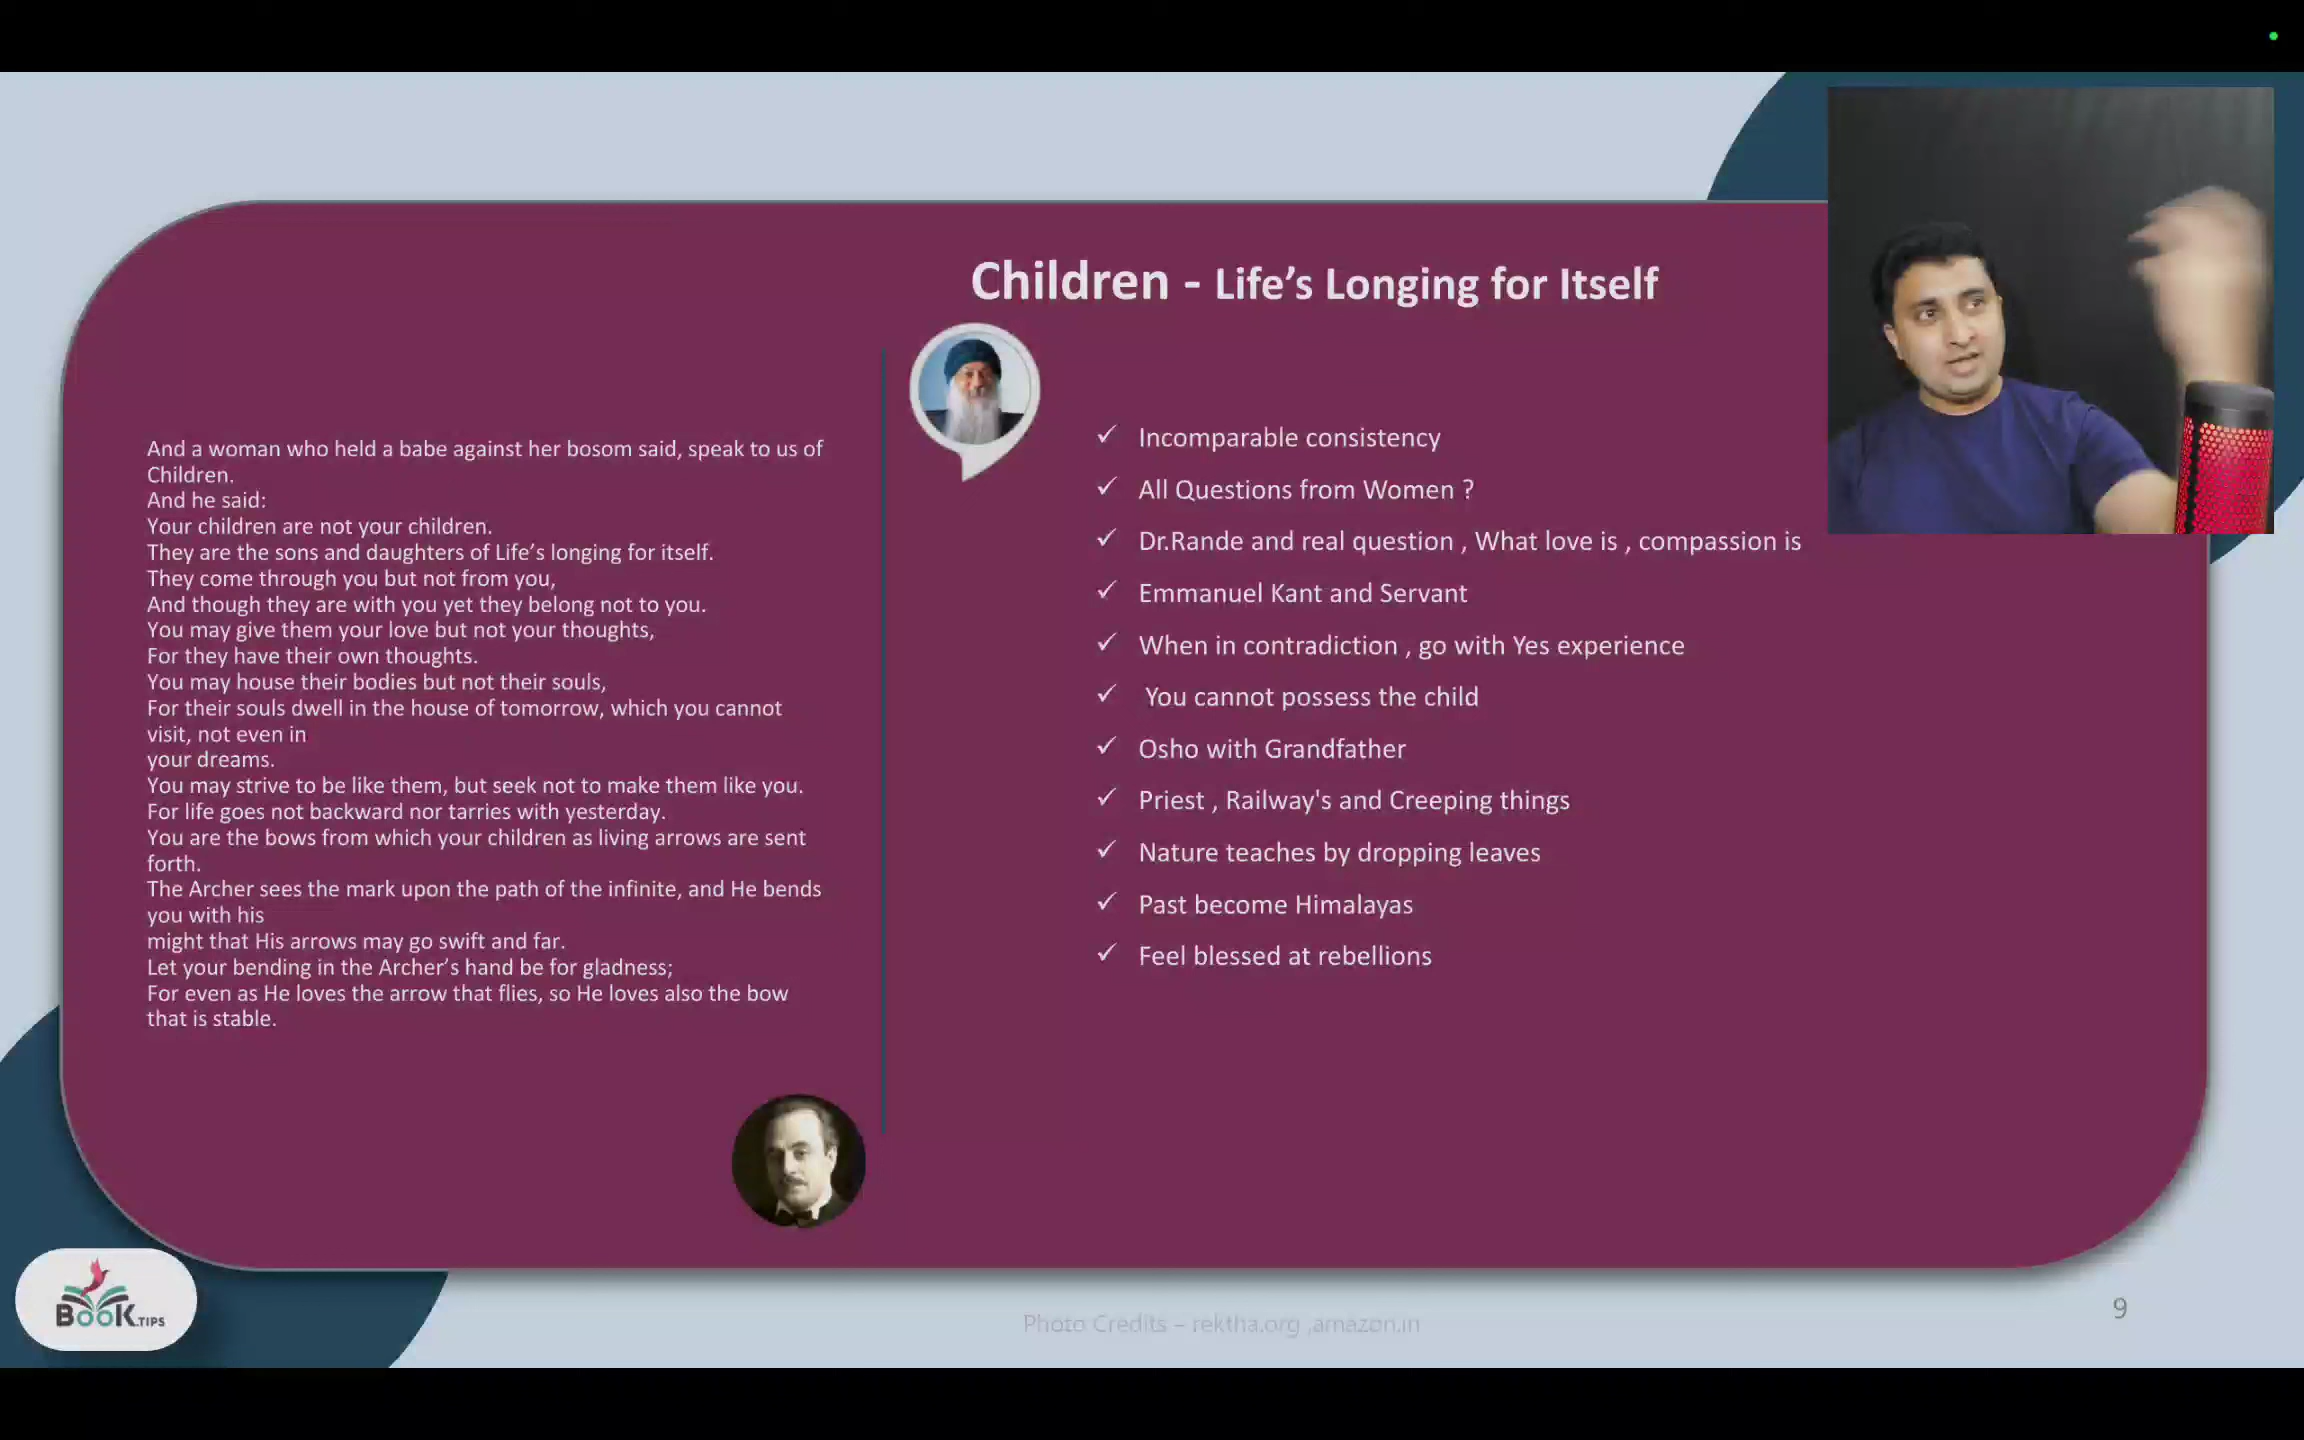 Children - Life’s Longing for Itself
And a woman who held a babe against her bosom said, speak to us of
Children.
And he said:
Your children are not your children.
They are the sons and daughters of Life’s longing for itself.
They come through you but not from you,
And though they are with you yet they belong not to you.
You may give them your love but not your thoughts,
For they have their own thoughts.
You may house their bodies but not their souls,
For their souls dwell in the house of tomorrow, which you cannot
visit, not even in
your dreams.
You may strive to be like them, but seek not to make them like you.
For life goes not backward nor tarries with yesterday.
You are the bows from which your children as living arrows are sent
forth.
The Archer sees the mark upon the path of the infinite, and He bends
you with his
might that His arrows may go swift and far.
Let your bending in the Archer’s hand be for gladness;
For even as He loves the arrow that flies, so He loves also the bow
that is stable.
✓ Incomparable consistency
✓ All Questions from Women ?
✓ Dr.Rande and real question , What love is , compassion is
✓ Emmanuel Kant and Servant
✓ When in contradiction , go with Yes experience
✓ You cannot possess the child
✓ Osho with Grandfather
✓ Priest , Railway's and Creeping things
✓ Nature teaches by dropping leaves
✓ Past become Himalayas
✓ Feel blessed at rebellions
BooK.TIPS
Photo Credits – rektha.org ,amazon.in
9